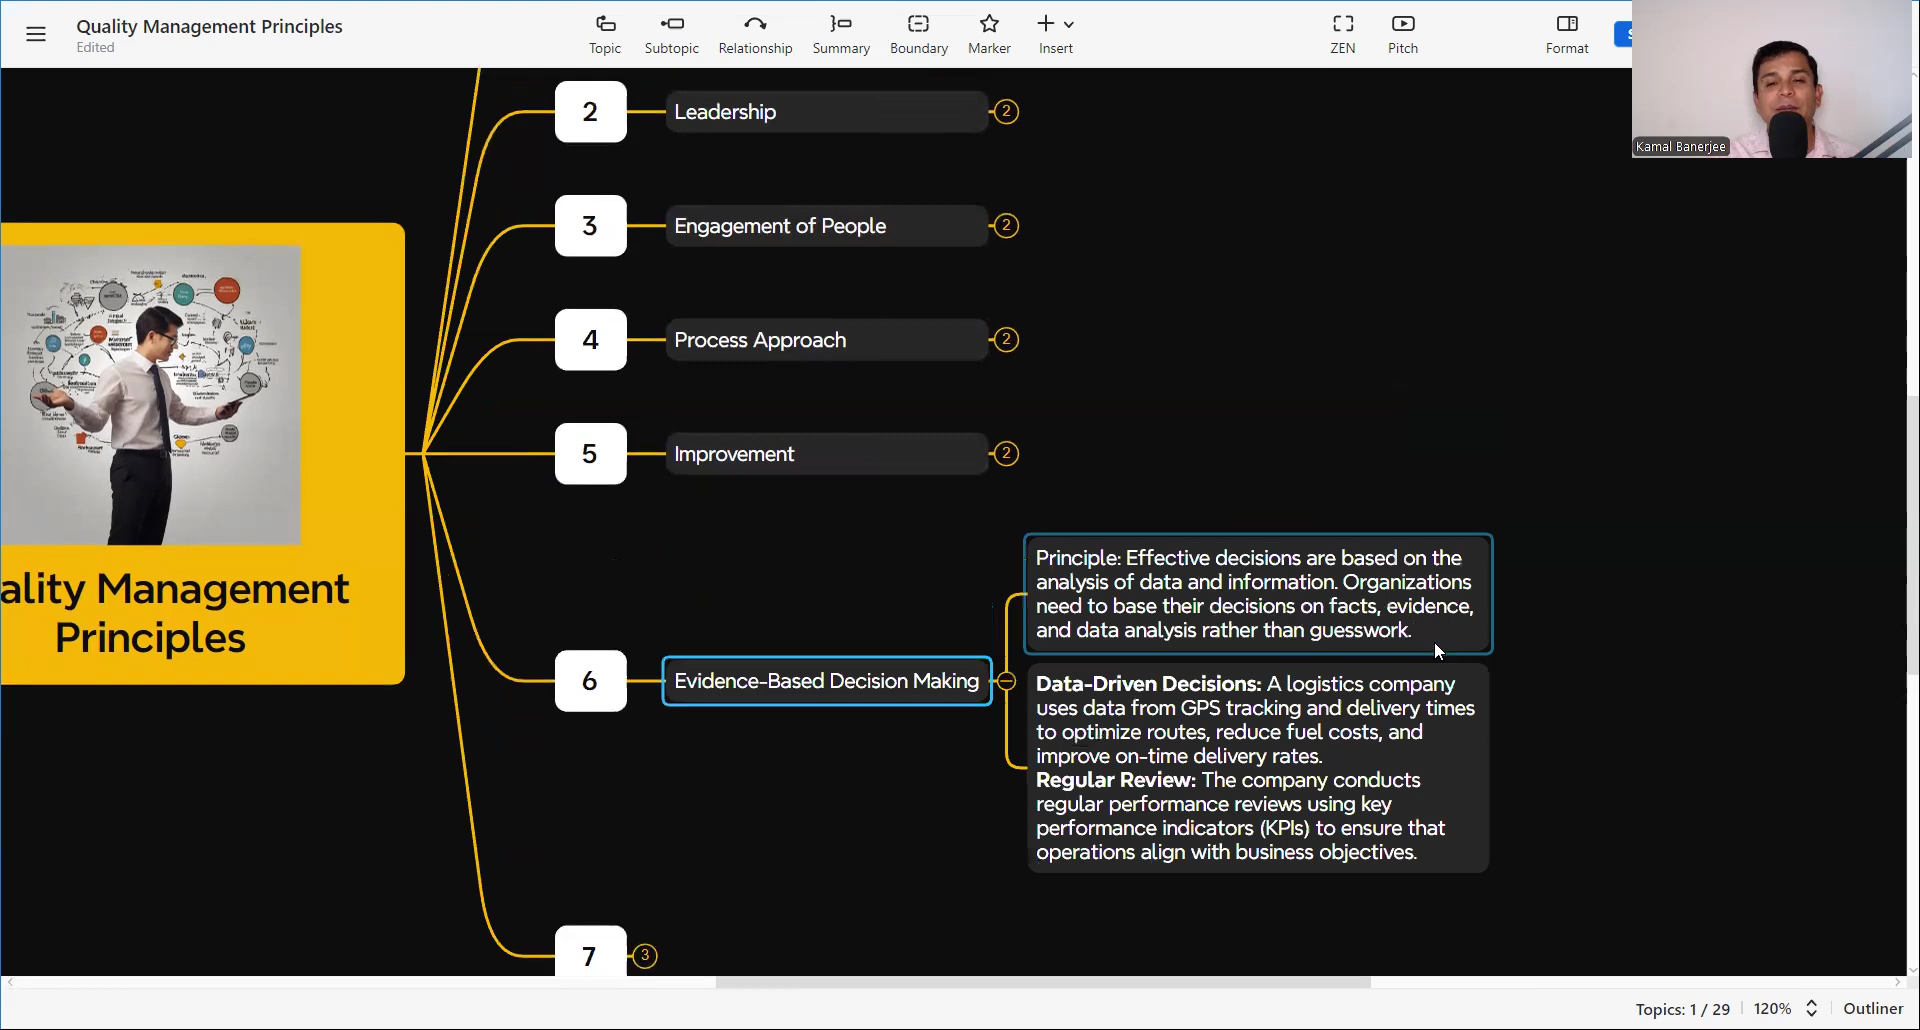 Quality Management Principles
Edited
Topic
Subtopic
Relationship
Summary
Boundary
Marker
Insert
ZEN
Pitch
Format
Kamal Banerjee
2
Leadership
2
3
Engagement of People
2
4
Process Approach
2
5
Improvement
2
ality Management
Principles
6
Evidence-Based Decision Making
Principle: Effective decisions are based on the
analysis of data and information. Organizations
need to base their decisions on facts, evidence,
and data analysis rather than guesswork.
Data-Driven Decisions: A logistics company
uses data from GPS tracking and delivery times
to optimize routes, reduce fuel costs, and
improve on-time delivery rates.
Regular Review: The company conducts
regular performance reviews using key
performance indicators (KPIs) to ensure that
operations align with business objectives.
7
3
Topics: 1 / 29
120%
Outliner